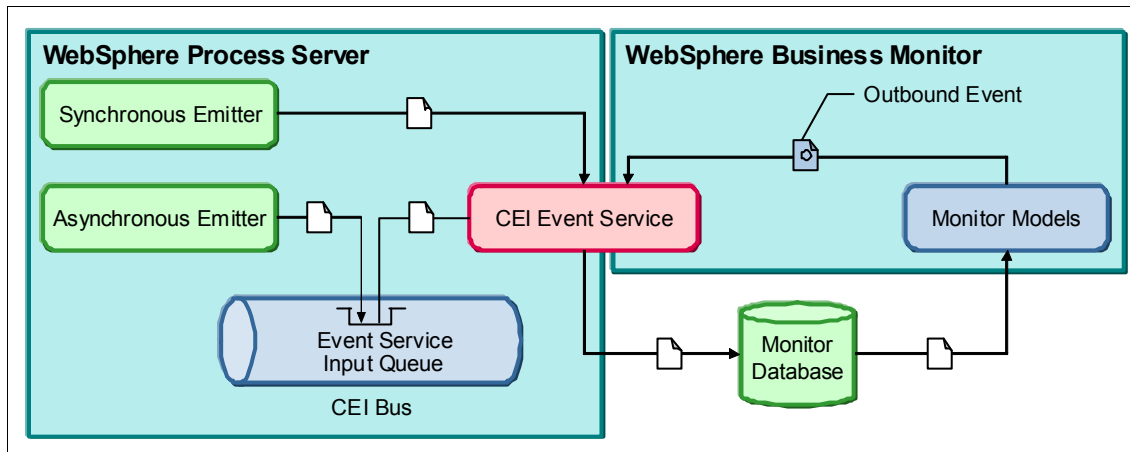 WebSphere Process Server
WebSphere Business Monitor
Synchronous Emitter
Outbound Event
Asynchronous Emitter
CEI Event Service
Monitor Models
Event Service
Input Queue
CEI Bus
Monitor
Database